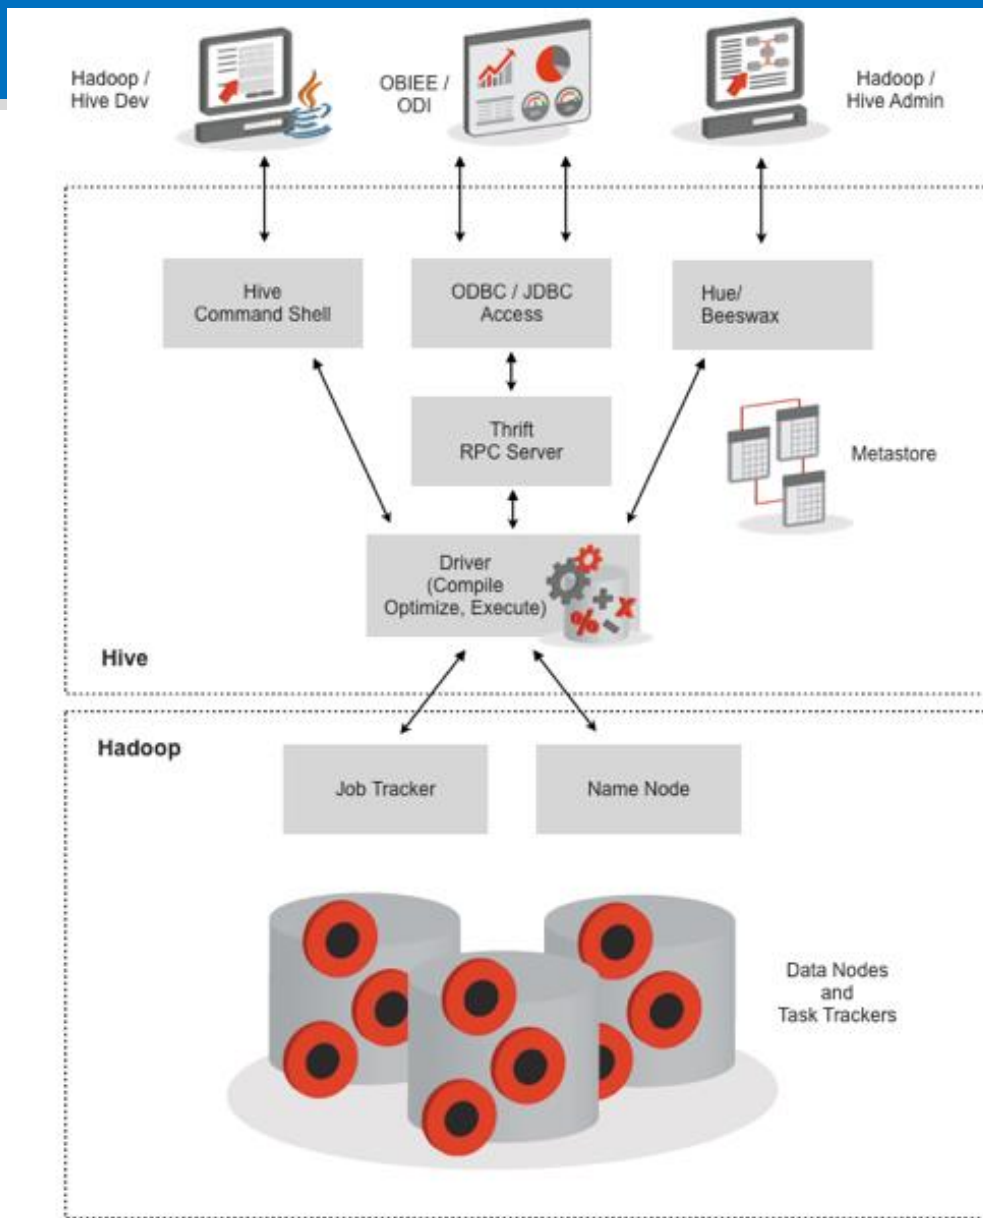 Hadoop /
Hive Dev
OBIEE /
ODI
Hadoop /
Hive Admin
Hive
Command Shell
ODBC / JDBC
Access
Hue/
Beeswax
Thrift
RPC Server
Metastore
Driver
(Compile
Optimize, Execute)
Hive
Hadoop
Job Tracker
Name Node
Data Nodes
and
Task Trackers